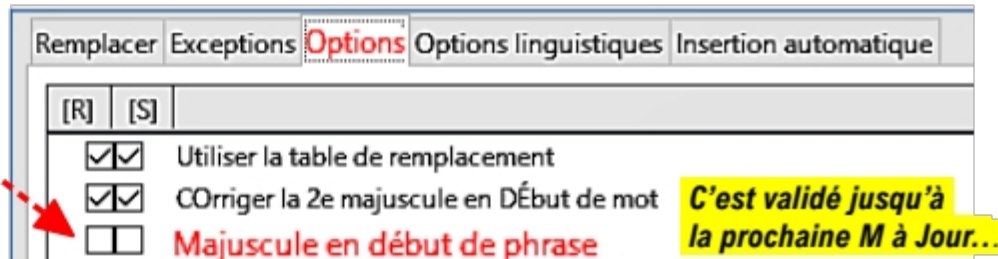 Remplacer Exceptions Options Options linguistiques Insertion automatique
[R] [S]
Utiliser la table de remplacement
COrriger la 2e majuscule en DÉbut de mot
C'est validé jusqu'à
Majuscule en début de phrase
la prochaine M à Jour...